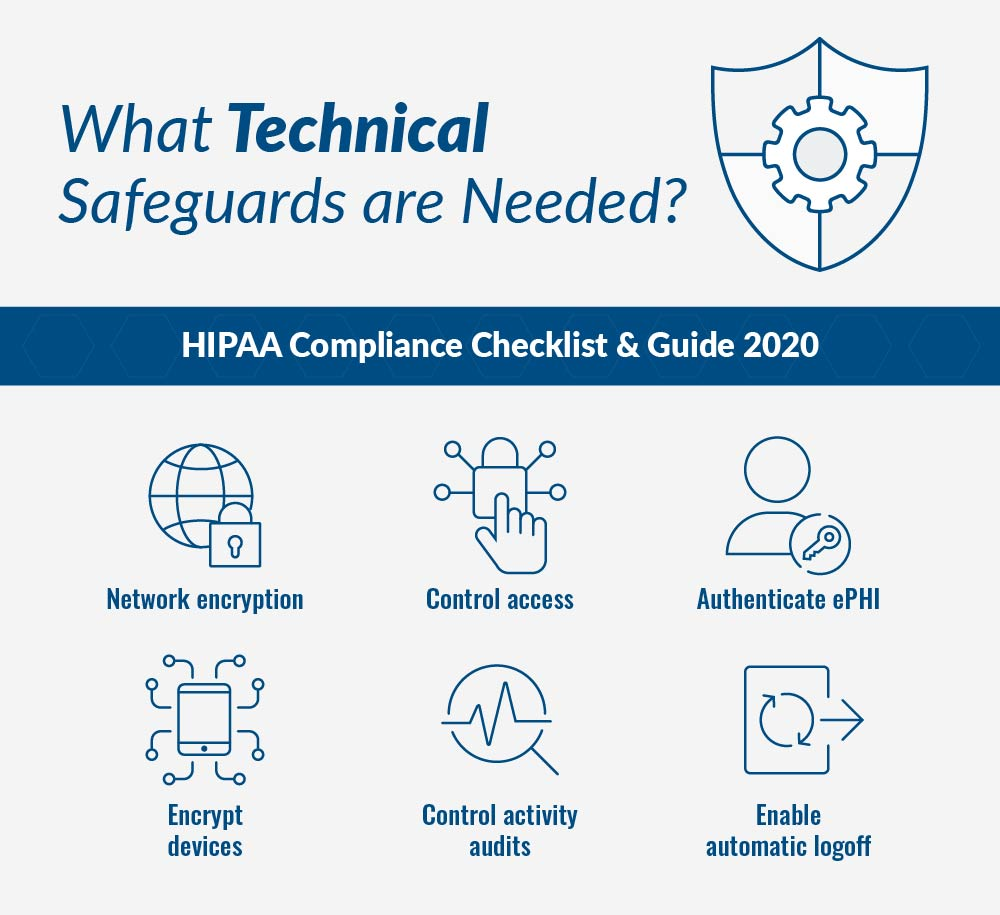 What Technical
Safeguards are Needed?
HIPAA Compliance Checklist & Guide 2020
Network encryption
Control access
Authenticate ePHI
Encrypt
devices
Control activity
audits
Enable
automatic logoff